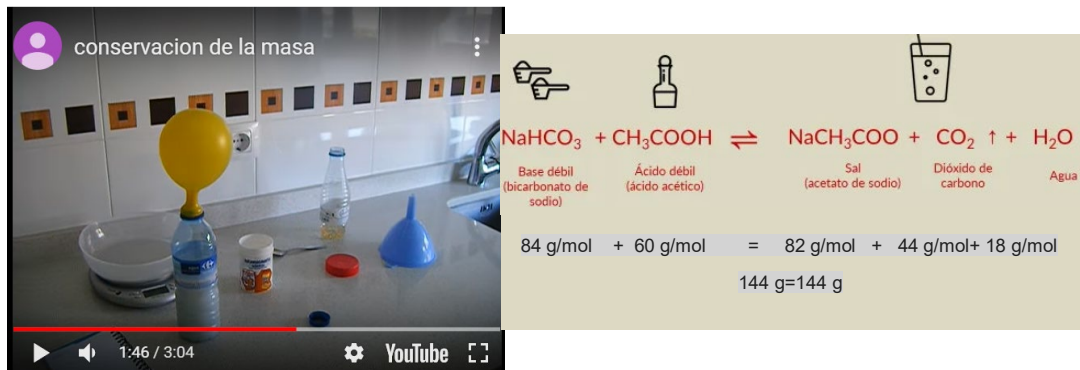 conservacion de la masa
1:46 / 3:04
YouTube
NaHCO₃ + CH₃COOH ⇌ NaCH₃COO + CO₂ ↑ + H₂O
Base débil
(bicarbonato de
sodio)
Ácido débil
(ácido acético)
Sal
(acetato de sodio)
Dióxido de
carbono
Agua
84 g/mol + 60 g/mol = 82 g/mol + 44 g/mol+ 18 g/mol
144 g=144 g